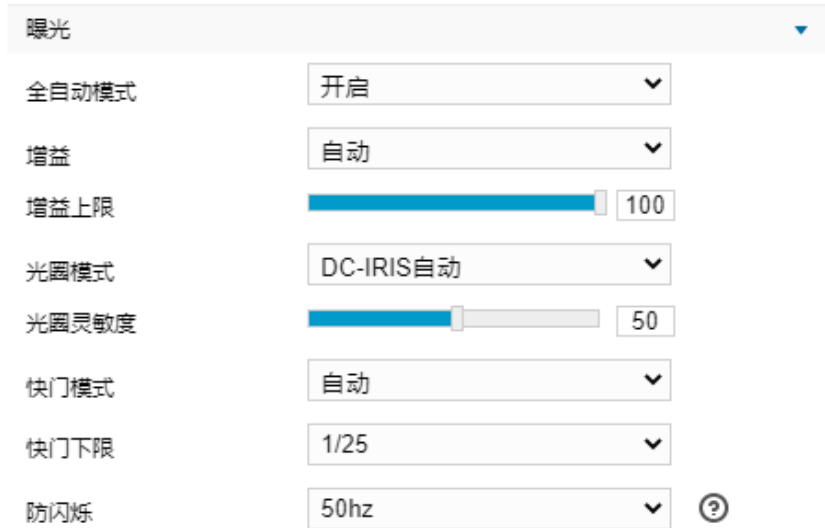 曝光
全自动模式 开启
增益 自动
增益上限 100
光圈模式 DC-IRIS自动
光圈灵敏度 50
快门模式 自动
快门下限 1/25
防闪烁 50hz ?